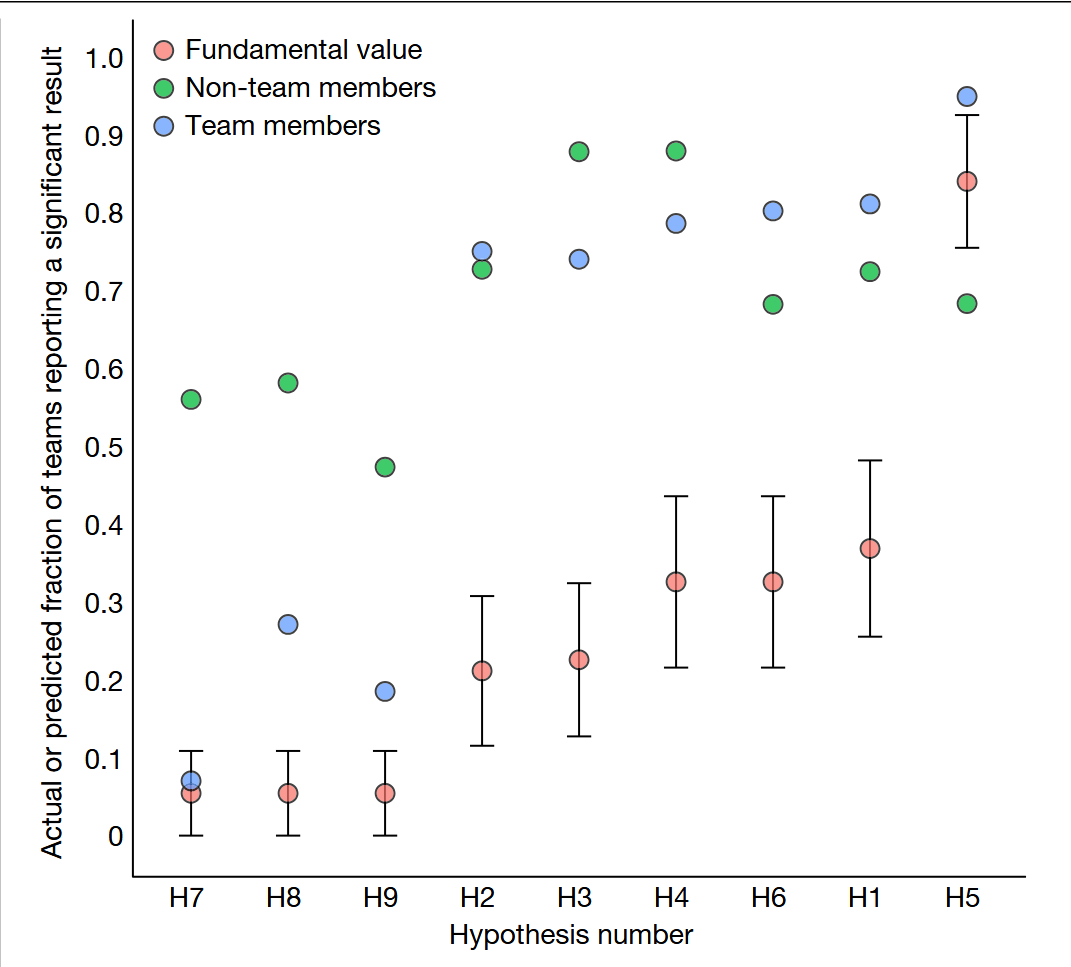 Actual or predicted fraction of teams reporting a significant result
Fundamental value
Non-team members
Team members
1.0
0.9
0.8
0.7
0.6
0.5
0.4
0.3
0.2
0.1
0
H7 H8 H9 H2 H3 H4 H6 H1 H5
Hypothesis number